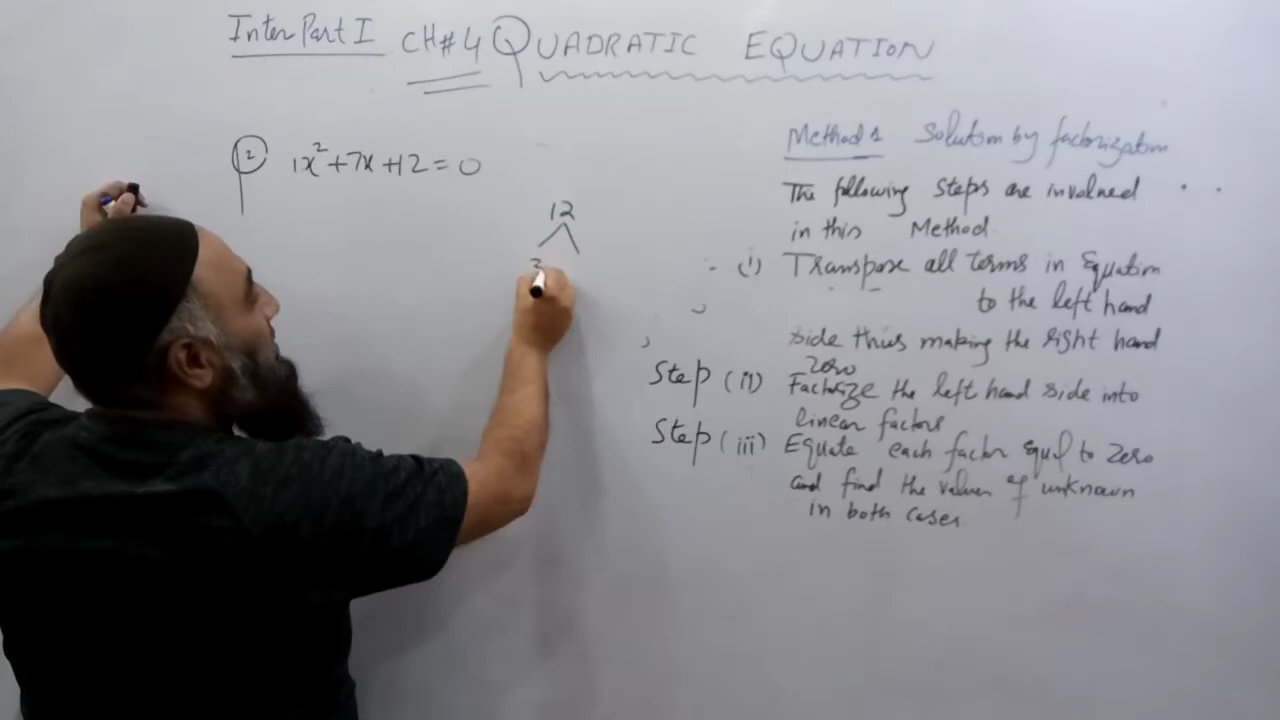 Inter Part I CH#4 QUADRATIC EQUATION
2 1x²+7x+12=0
12
Method 1 Solution by factorization
The following steps are involved
in this Method
(i) Transpose all terms in Equation
to the left hand
side thus making the right hand
zero
Step (ii) Factorize the left hand side into
linear factors
Step (iii) Equate each factor equl to zero
and find the values of unknown
in both cases